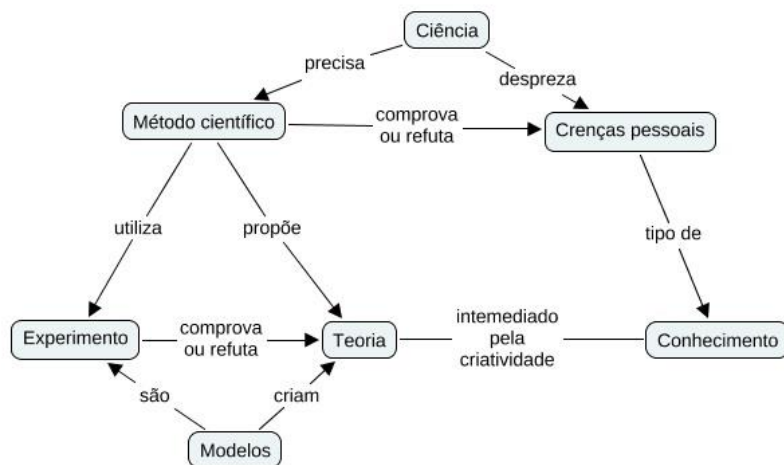 Ciência
precisa
despreza
Método científico
comprova
ou refuta
Crenças pessoais
utiliza
propõe
tipo de
Experimento
comprova
ou refuta
Teoria
intemediado
pela
criatividade
Conhecimento
são
criam
Modelos